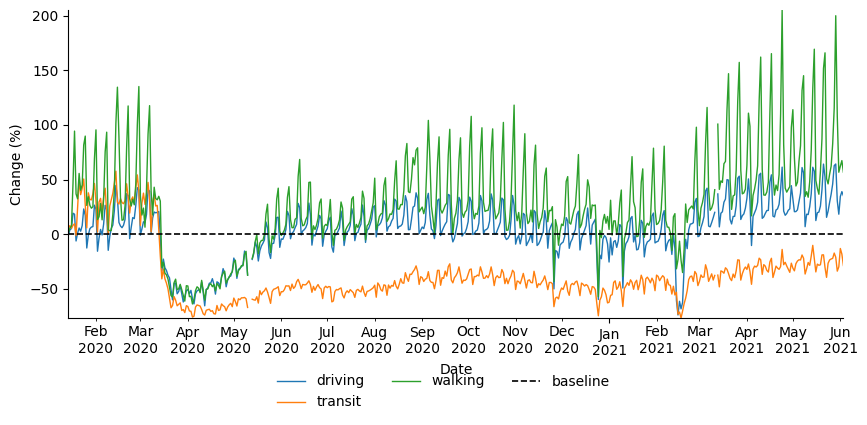 200
150
100
50
0
−50
Change (%)
Feb Mar Apr May Jun Jul Aug Sep Oct Nov Dec Jan Feb Mar Apr May Jun
2020 2020 2020 2020 2020 2020 2020 2020 2020 2020 2020 2021 2021 2021 2021 2021 2021
Date
driving walking baseline
transit